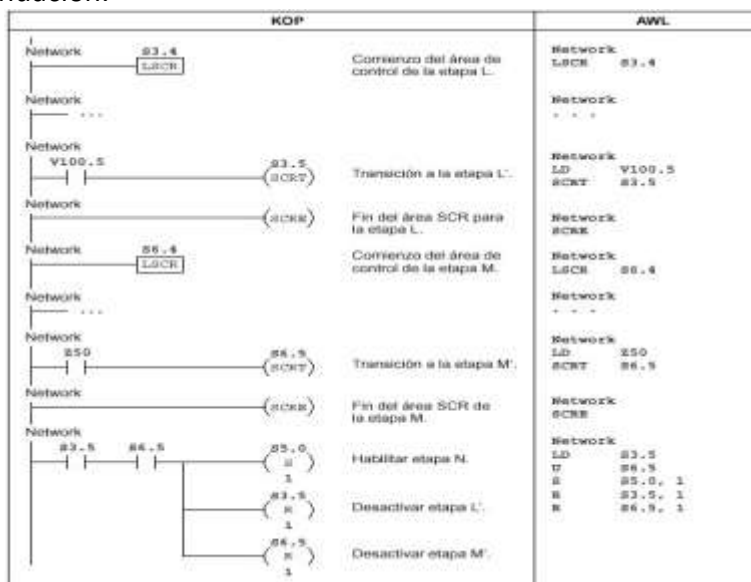 nuación.
KOP AWL
Network S3.4
LSCR Comienzo del área de control de la etapa L.
Network
LSCR S3.4
Network
...
Network
- - -
Network
V100.5 S3.5
SCRT Transición a la etapa L'.
Network
LD V100.5
SCRT S3.5
Network
SCRE Fin del área SCR para la etapa L.
Network
SCRE
Network S6.4
LSCR Comienzo del área de control de la etapa M.
Network
LSCR S6.4
Network
...
Network
- - -
Network
Z50 S6.5
SCRT Transición a la etapa M'.
Network
LD Z50
SCRT S6.5
Network
SCRE Fin del área SCR de la etapa M.
Network
SCRE
Network
S3.5 S6.5 S5.0
S Habilitar etapa N.
1
S3.5
R Desactivar etapa L'.
1
S6.5
R Desactivar etapa M'.
1
Network
LD S3.5
U S6.5
S S5.0, 1
R S3.5, 1
R S6.5, 1